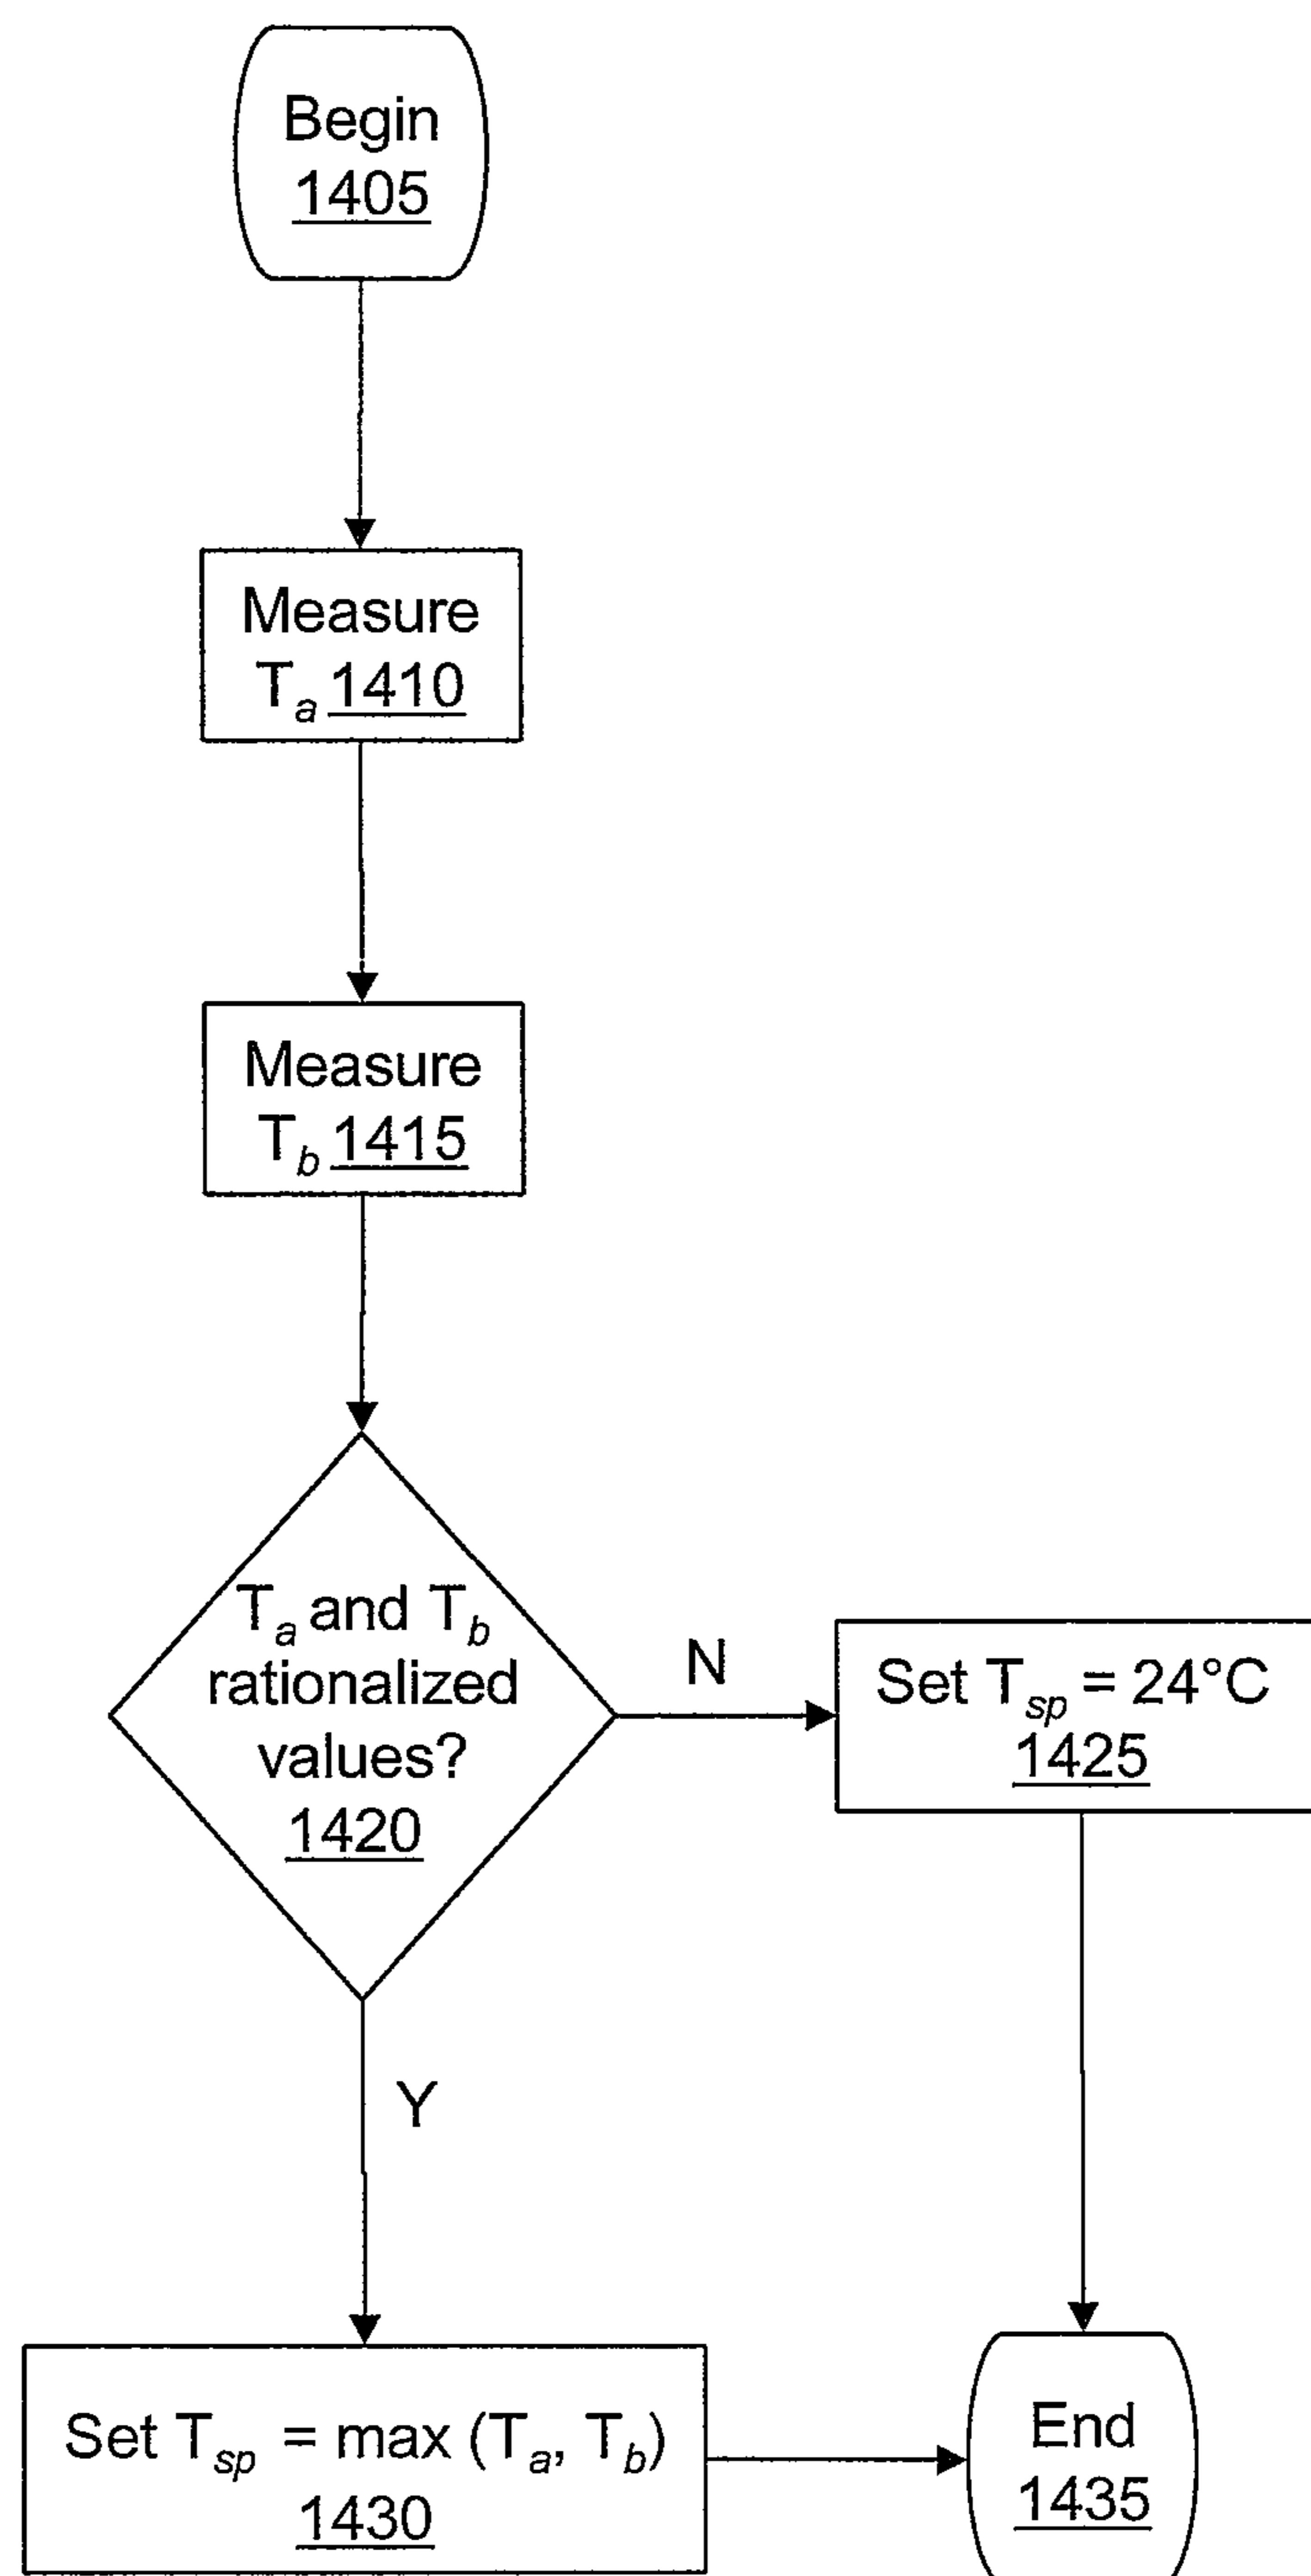 Begin
1405
Measure
Ta 1410
Measure
Tb 1415
Ta and Tb
rationalized
values?
1420
N
Set Tsp = 24°C
1425
Y
Set Tsp = max (Ta, Tb)
1430
End
1435